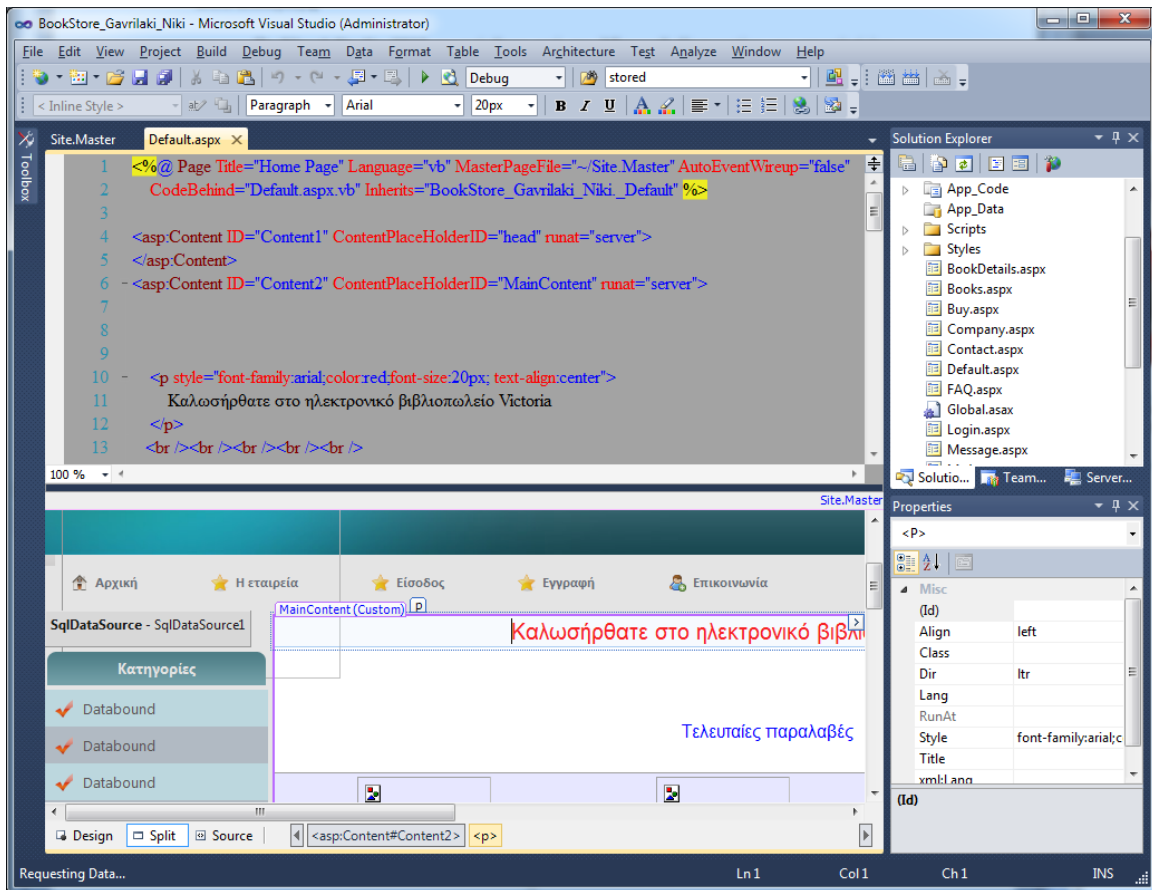 BookStore_Gavrilaki_Niki - Microsoft Visual Studio (Administrator)
File Edit View Project Build Debug Team Data Format Table Tools Architecture Test Analyze Window Help
Debug stored
< Inline Style > Paragraph Arial 20px B I U A
Toolbox
Site.Master Default.aspx
1 <%@ Page Title="Home Page" Language="vb" MasterPageFile="~/Site.Master" AutoEventWireup="false"
2 CodeBehind="Default.aspx.vb" Inherits="BookStore_Gavrilaki_Niki._Default" %>
3
4 <asp:Content ID="Content1" ContentPlaceHolderID="head" runat="server">
5 </asp:Content>
6 <asp:Content ID="Content2" ContentPlaceHolderID="MainContent" runat="server">
7
8
9
10 <p style="font-family:arial;color:red;font-size:20px; text-align:center">
11 Καλωσήρθατε στο ηλεκτρονικό βιβλιοπωλείο Victoria
12 </p>
13 <br /><br /><br /><br />
100 %
Site.Master
Αρχική Η εταιρεία Είσοδος Εγγραφή Επικοινωνία
MainContent (Custom) P
SqlDataSource - SqlDataSource1
Καλωσήρθατε στο ηλεκτρονικό
Κατηγορίες
Databound
Τελευταίες παραλαβές
Databound
Databound
Design Split Source <asp:Content#Content2> <p>
Solution Explorer
App_Code
App_Data
Scripts
Styles
BookDetails.aspx
Books.aspx
Buy.aspx
Company.aspx
Contact.aspx
Default.aspx
FAQ.aspx
Global.asax
Login.aspx
Message.aspx
Solutio... Team... Server...
Properties
<P>
Misc
(Id)
Align left
Class
Dir ltr
Lang
RunAt
Style font-family:arial;c
Title
xml:Lang
(Id)
Requesting Data... Ln 1 Col 1 Ch 1 INS